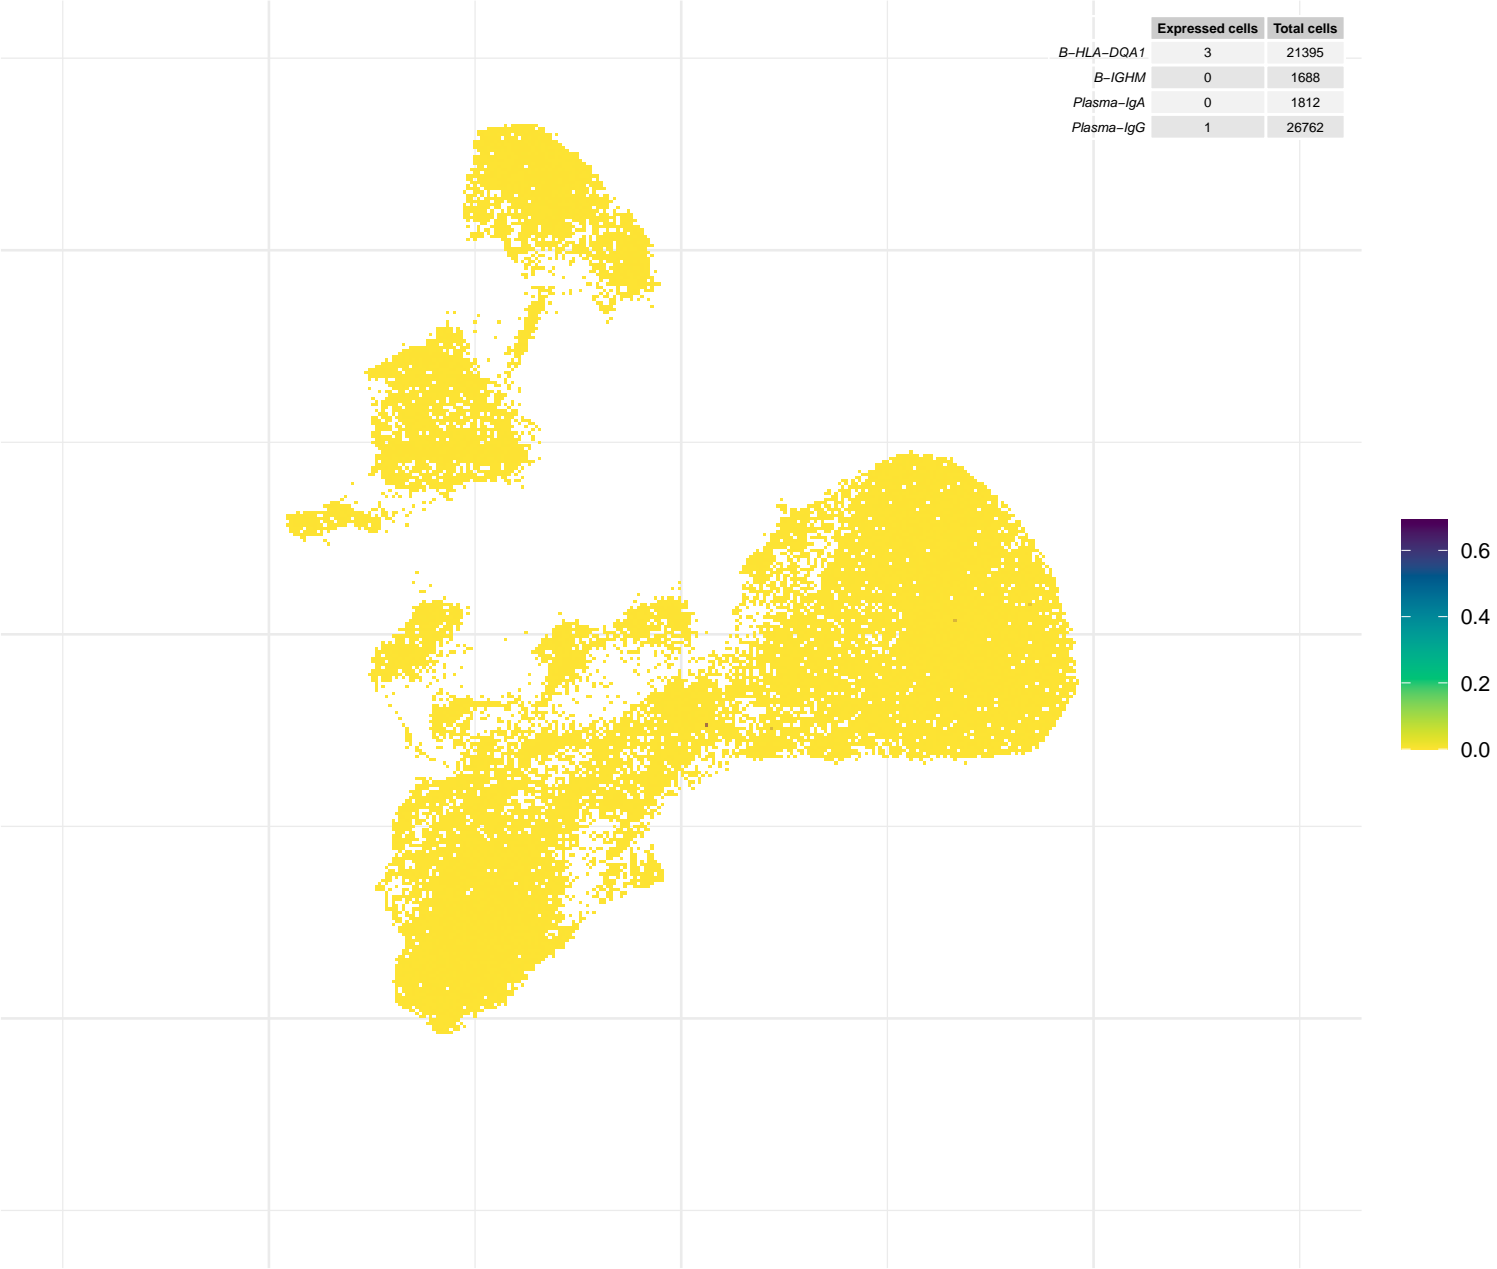 Expressed cells Total cells
B−HLA−DQA1 3 21395
B−IGHM 0 1688
Plasma−IgA 0 1812
Plasma−IgG 1 26762
0.6
0.4
0.2
0.0